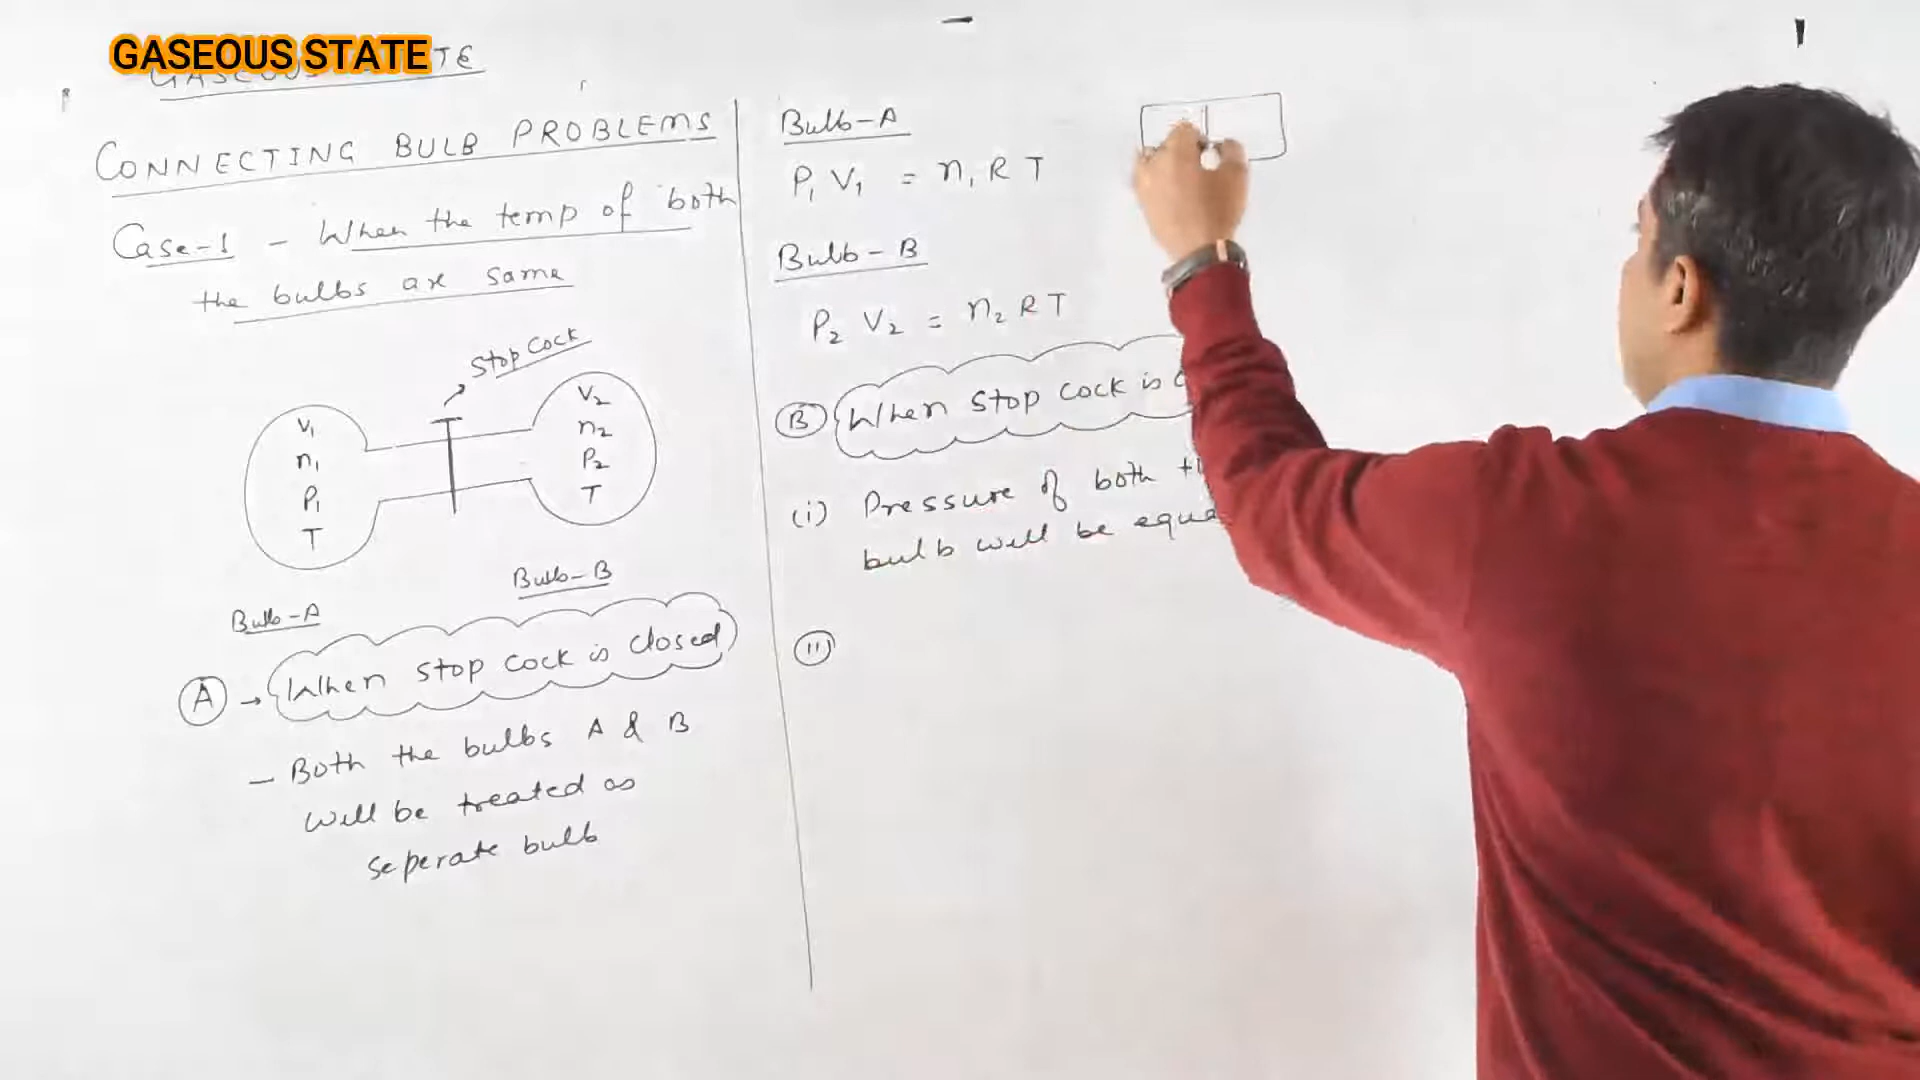 GASEOUS STATE
CONNECTING BULB PROBLEMS
Case-1 - When the temp of both
the bulbs are same
Stop Cock
V1
n1
P1
T
V2
n2
P2
T
Bulb-B
Bulb-A
A → When stop cock is closed
- Both the bulbs A & B
will be treated as
seperate bulb
Bulb-A
P1 V1 = n1 R T
Bulb-B
P2 V2 = n2 R T
B When stop cock is
(i) Pressure of both
bulb will be
(ii)